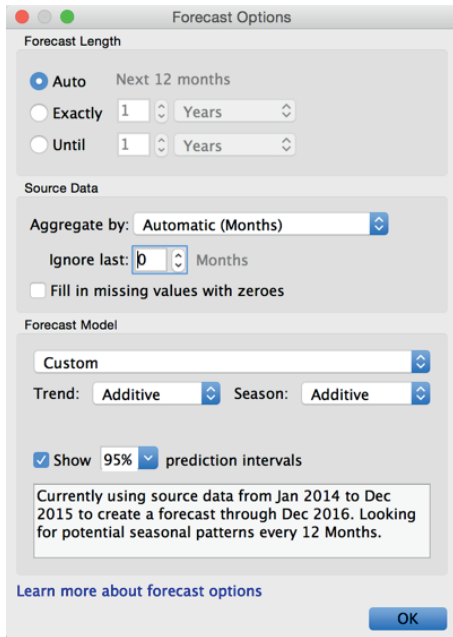 Forecast Options
Forecast Length
Auto Next 12 months
Exactly 1 Years
Until 1 Years
Source Data
Aggregate by: Automatic (Months)
Ignore last: 0 Months
Fill in missing values with zeroes
Forecast Model
Custom
Trend: Additive Season: Additive
Show 95% prediction intervals
Currently using source data from Jan 2014 to Dec
2015 to create a forecast through Dec 2016. Looking
for potential seasonal patterns every 12 Months.
Learn more about forecast options
OK